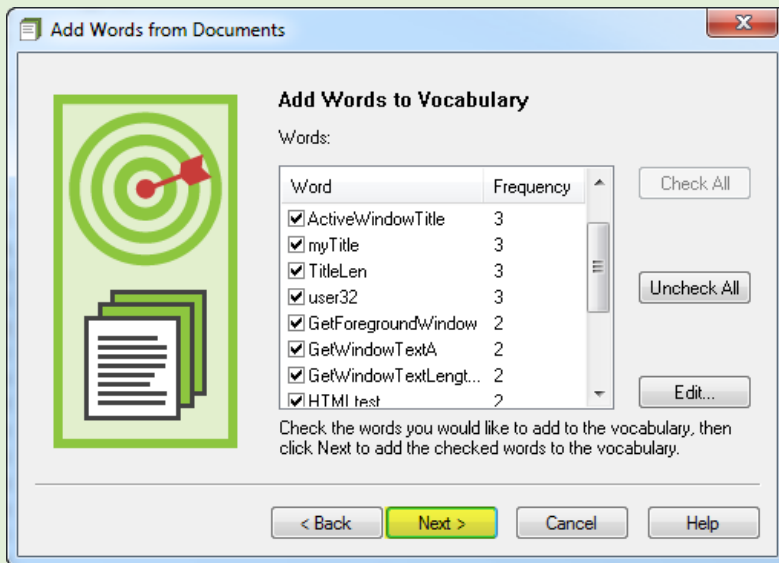 Add Words from Documents
Add Words to Vocabulary
Words:
Word Frequency
ActiveWindowTitle 3
myTitle 3
TitleLen 3
user32 3
GetForegroundWindow 2
GetWindowTextA 2
GetWindowTextLengt... 2
HTMLtest 2
Check All
Uncheck All
Edit...
Check the words you would like to add to the vocabulary, then
click Next to add the checked words to the vocabulary.
< Back Next > Cancel Help